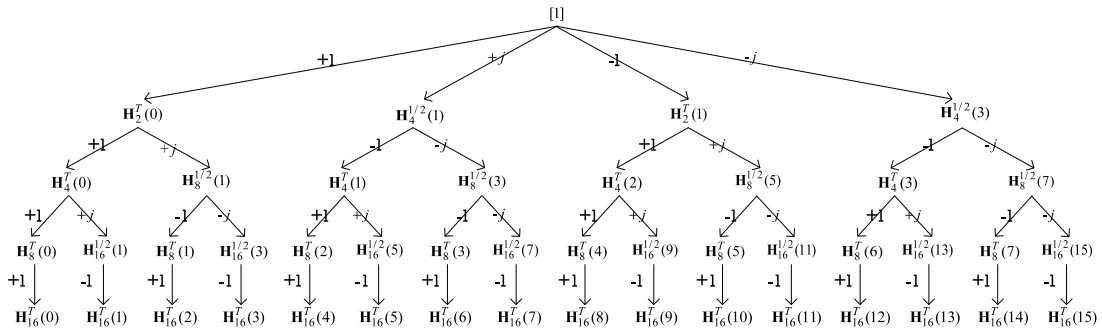 [1]
+1 +j -1 -j
H_2^T(0) H_4^{1/2}(1) H_2^T(1) H_4^{1/2}(3)
+1 +j -1 -j +1 +j -1 -j
H_4^T(0) H_8^{1/2}(1) H_4^T(1) H_8^{1/2}(3) H_4^T(2) H_8^{1/2}(5) H_4^T(3) H_8^{1/2}(7)
+1 +j -1 -j +1 +j -1 -j +1 +j -1 -j +1 +j -1 -j
H_8^T(0) H_16^{1/2}(1) H_8^T(1) H_16^{1/2}(3) H_8^T(2) H_16^{1/2}(5) H_8^T(3) H_16^{1/2}(7) H_8^T(4) H_16^{1/2}(9) H_8^T(5) H_16^{1/2}(11) H_8^T(6) H_16^{1/2}(13) H_8^T(7) H_16^{1/2}(15)
+1 -1 +1 -1 +1 -1 +1 -1 +1 -1 +1 -1 +1 -1 +1 -1
H_16^T(0) H_16^T(1) H_16^T(2) H_16^T(3) H_16^T(4) H_16^T(5) H_16^T(6) H_16^T(7) H_16^T(8) H_16^T(9) H_16^T(10) H_16^T(11) H_16^T(12) H_16^T(13) H_16^T(14) H_16^T(15)